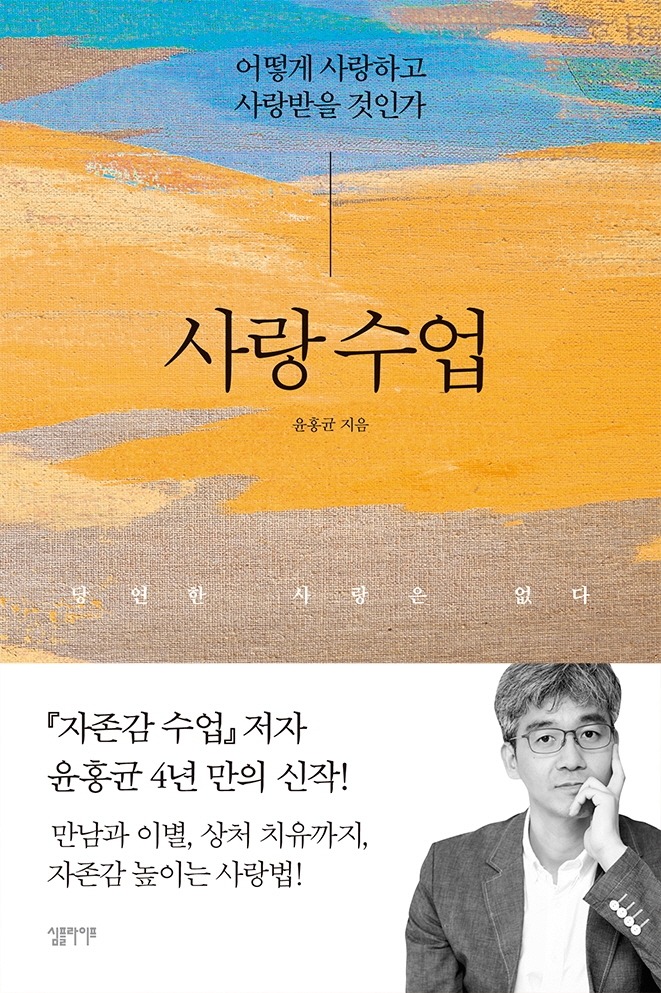 어떻게 사랑하고
사랑받을 것인가
사랑 수업
윤홍균 지음
당연한 사랑은 없다
『자존감 수업』 저자
윤홍균 4년 만의 신작!
만남과 이별, 상처 치유까지,
자존감 높이는 사랑법!
심플라이프